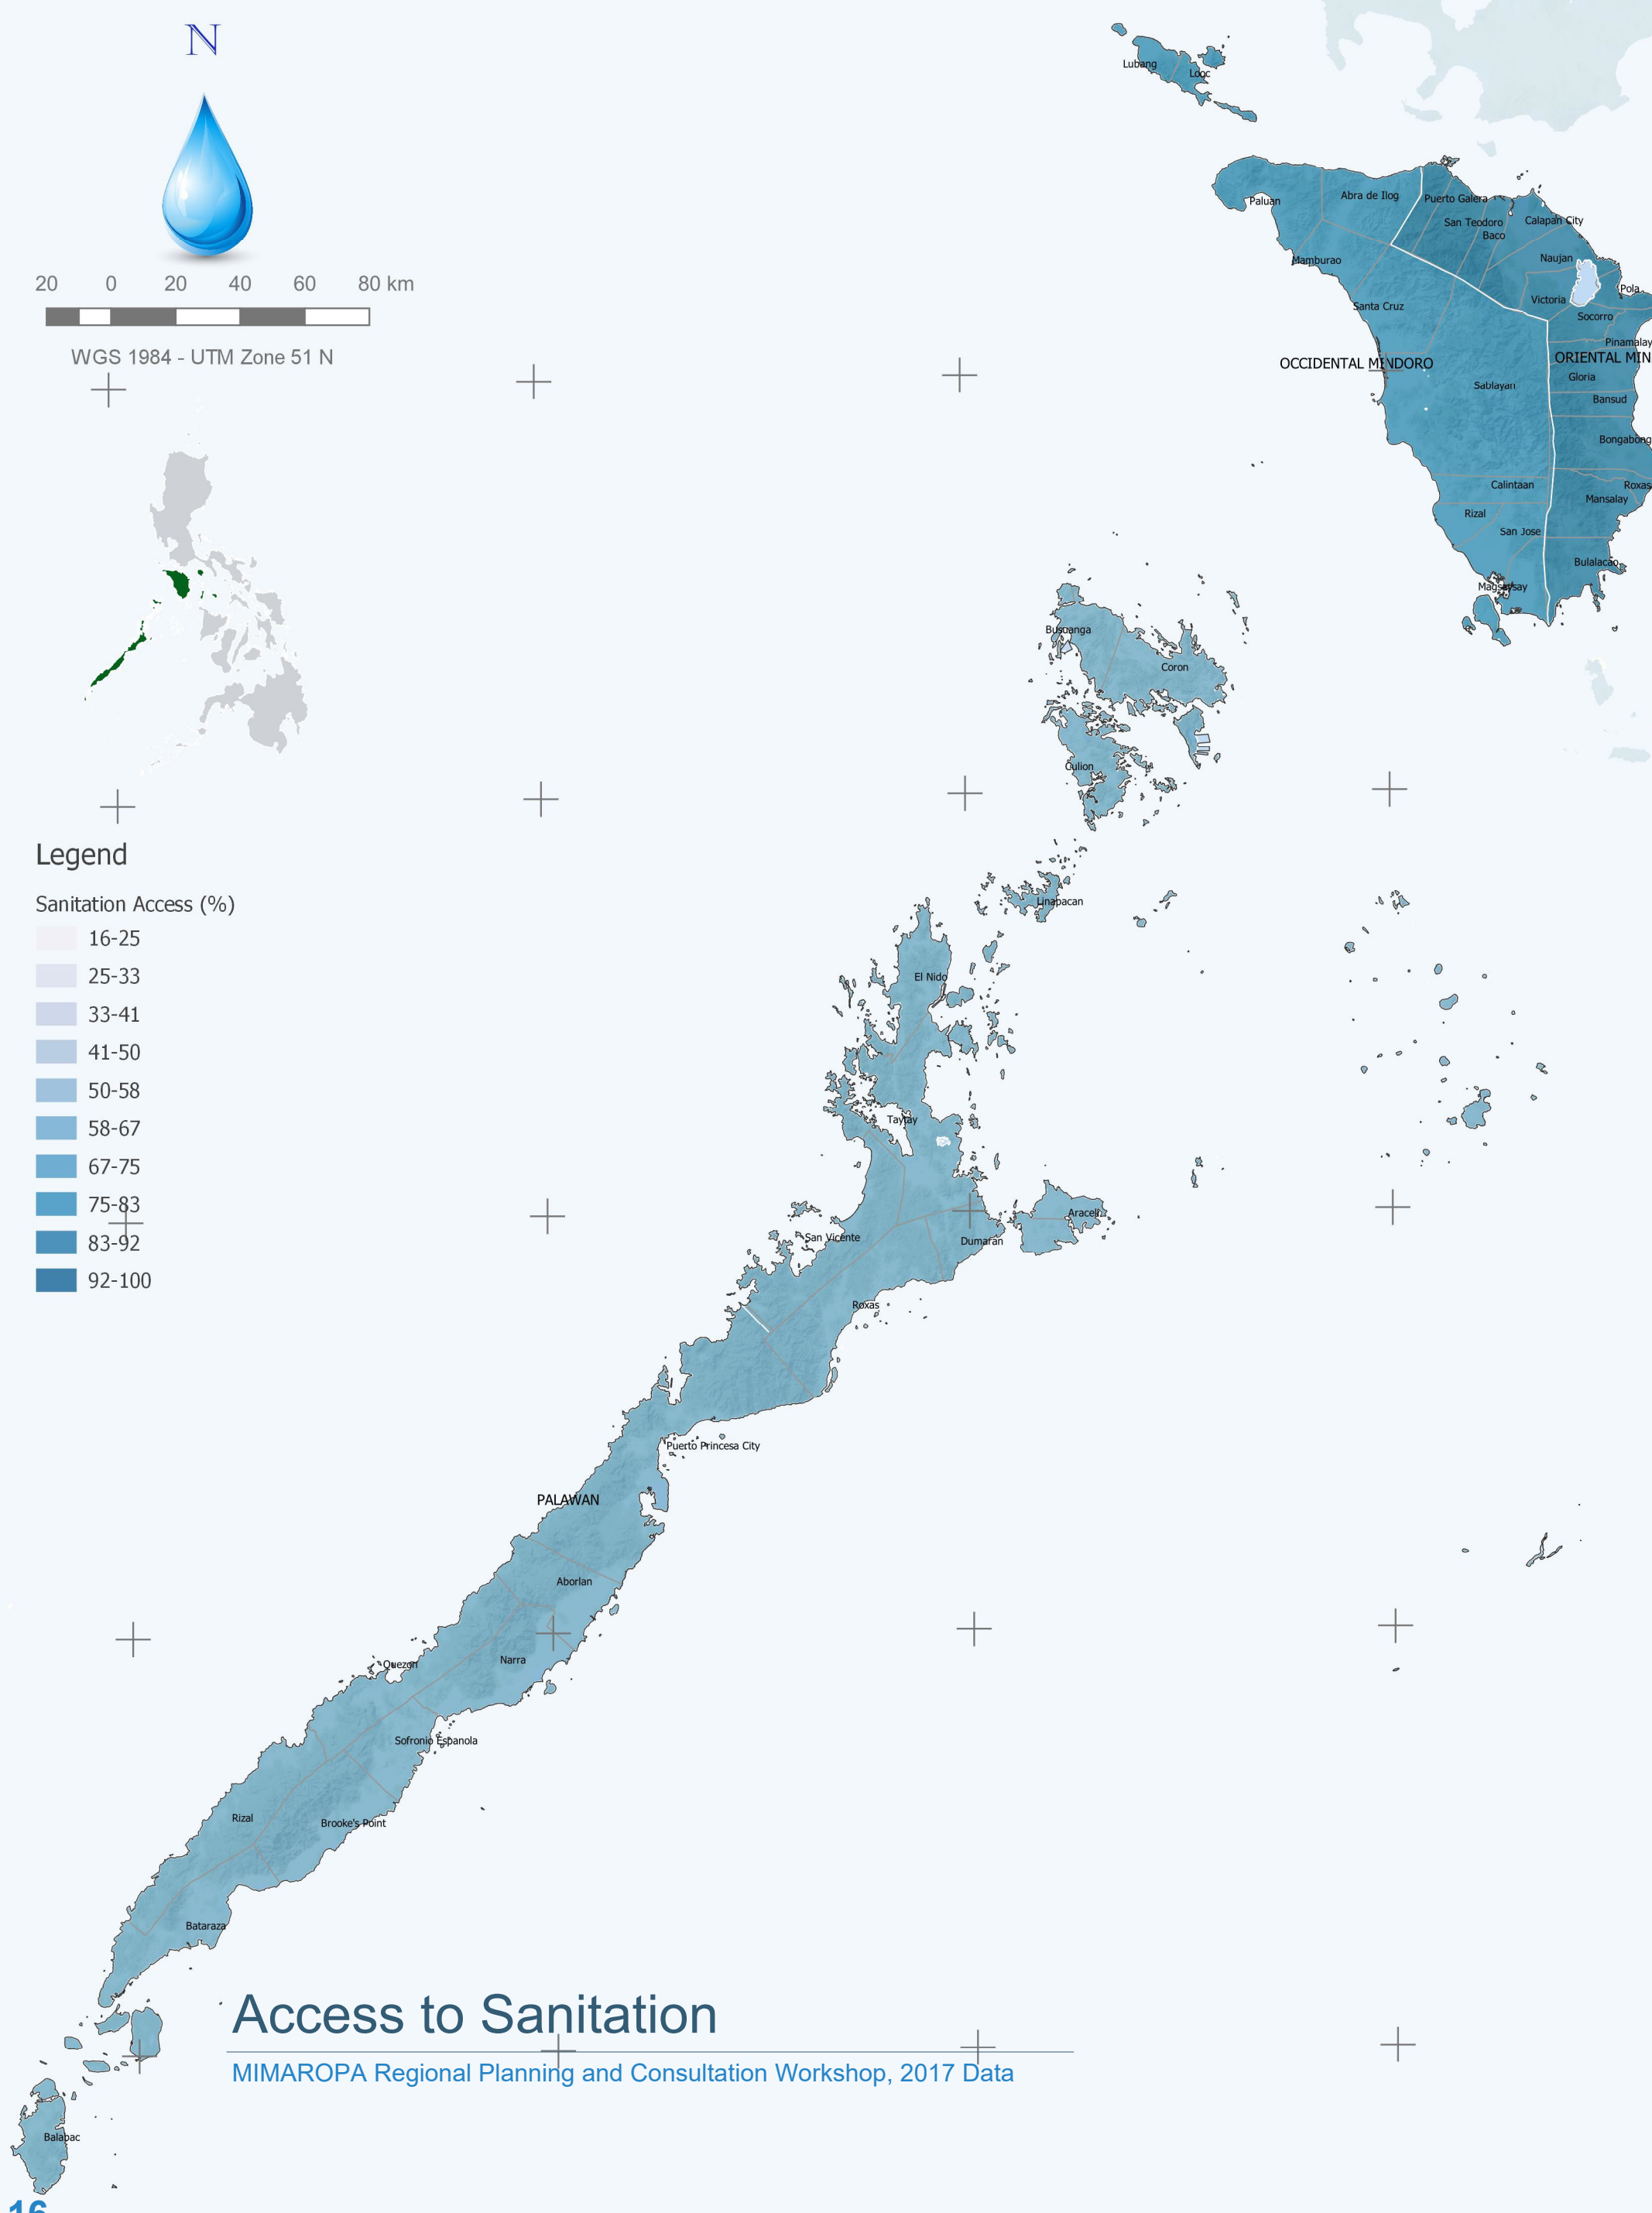 N
20 0 20 40 60 80 km
WGS 1984 - UTM Zone 51 N
Lubang
Looc
Paluan
Abra de Ilog
Puerto Galera
San Teodoro
Calapan City
Baco
Mamburao
Naujan
Pola
Victoria
Santa Cruz
Socorro
Pinamalay
OCCIDENTAL MINDORO
ORIENTAL MIN
Gloria
Sablayan
Bansud
Bongabong
Calintaan
Roxas
Mansalay
Rizal
San Jose
Bulalacao
Magsaysay
Busuanga
Coron
Culion
Linapacan
El Nido
Taytay
Araceli
San Vicente
Dumaran
Roxas
Puerto Princesa City
PALAWAN
Aborlan
Narra
Quezon
Sofronio Espanola
Rizal
Brooke's Point
Bataraza
Balabac
Legend
Sanitation Access (%)
16-25
25-33
33-41
41-50
50-58
58-67
67-75
75-83
83-92
92-100
Access to Sanitation
MIMAROPA Regional Planning and Consultation Workshop, 2017 Data
16